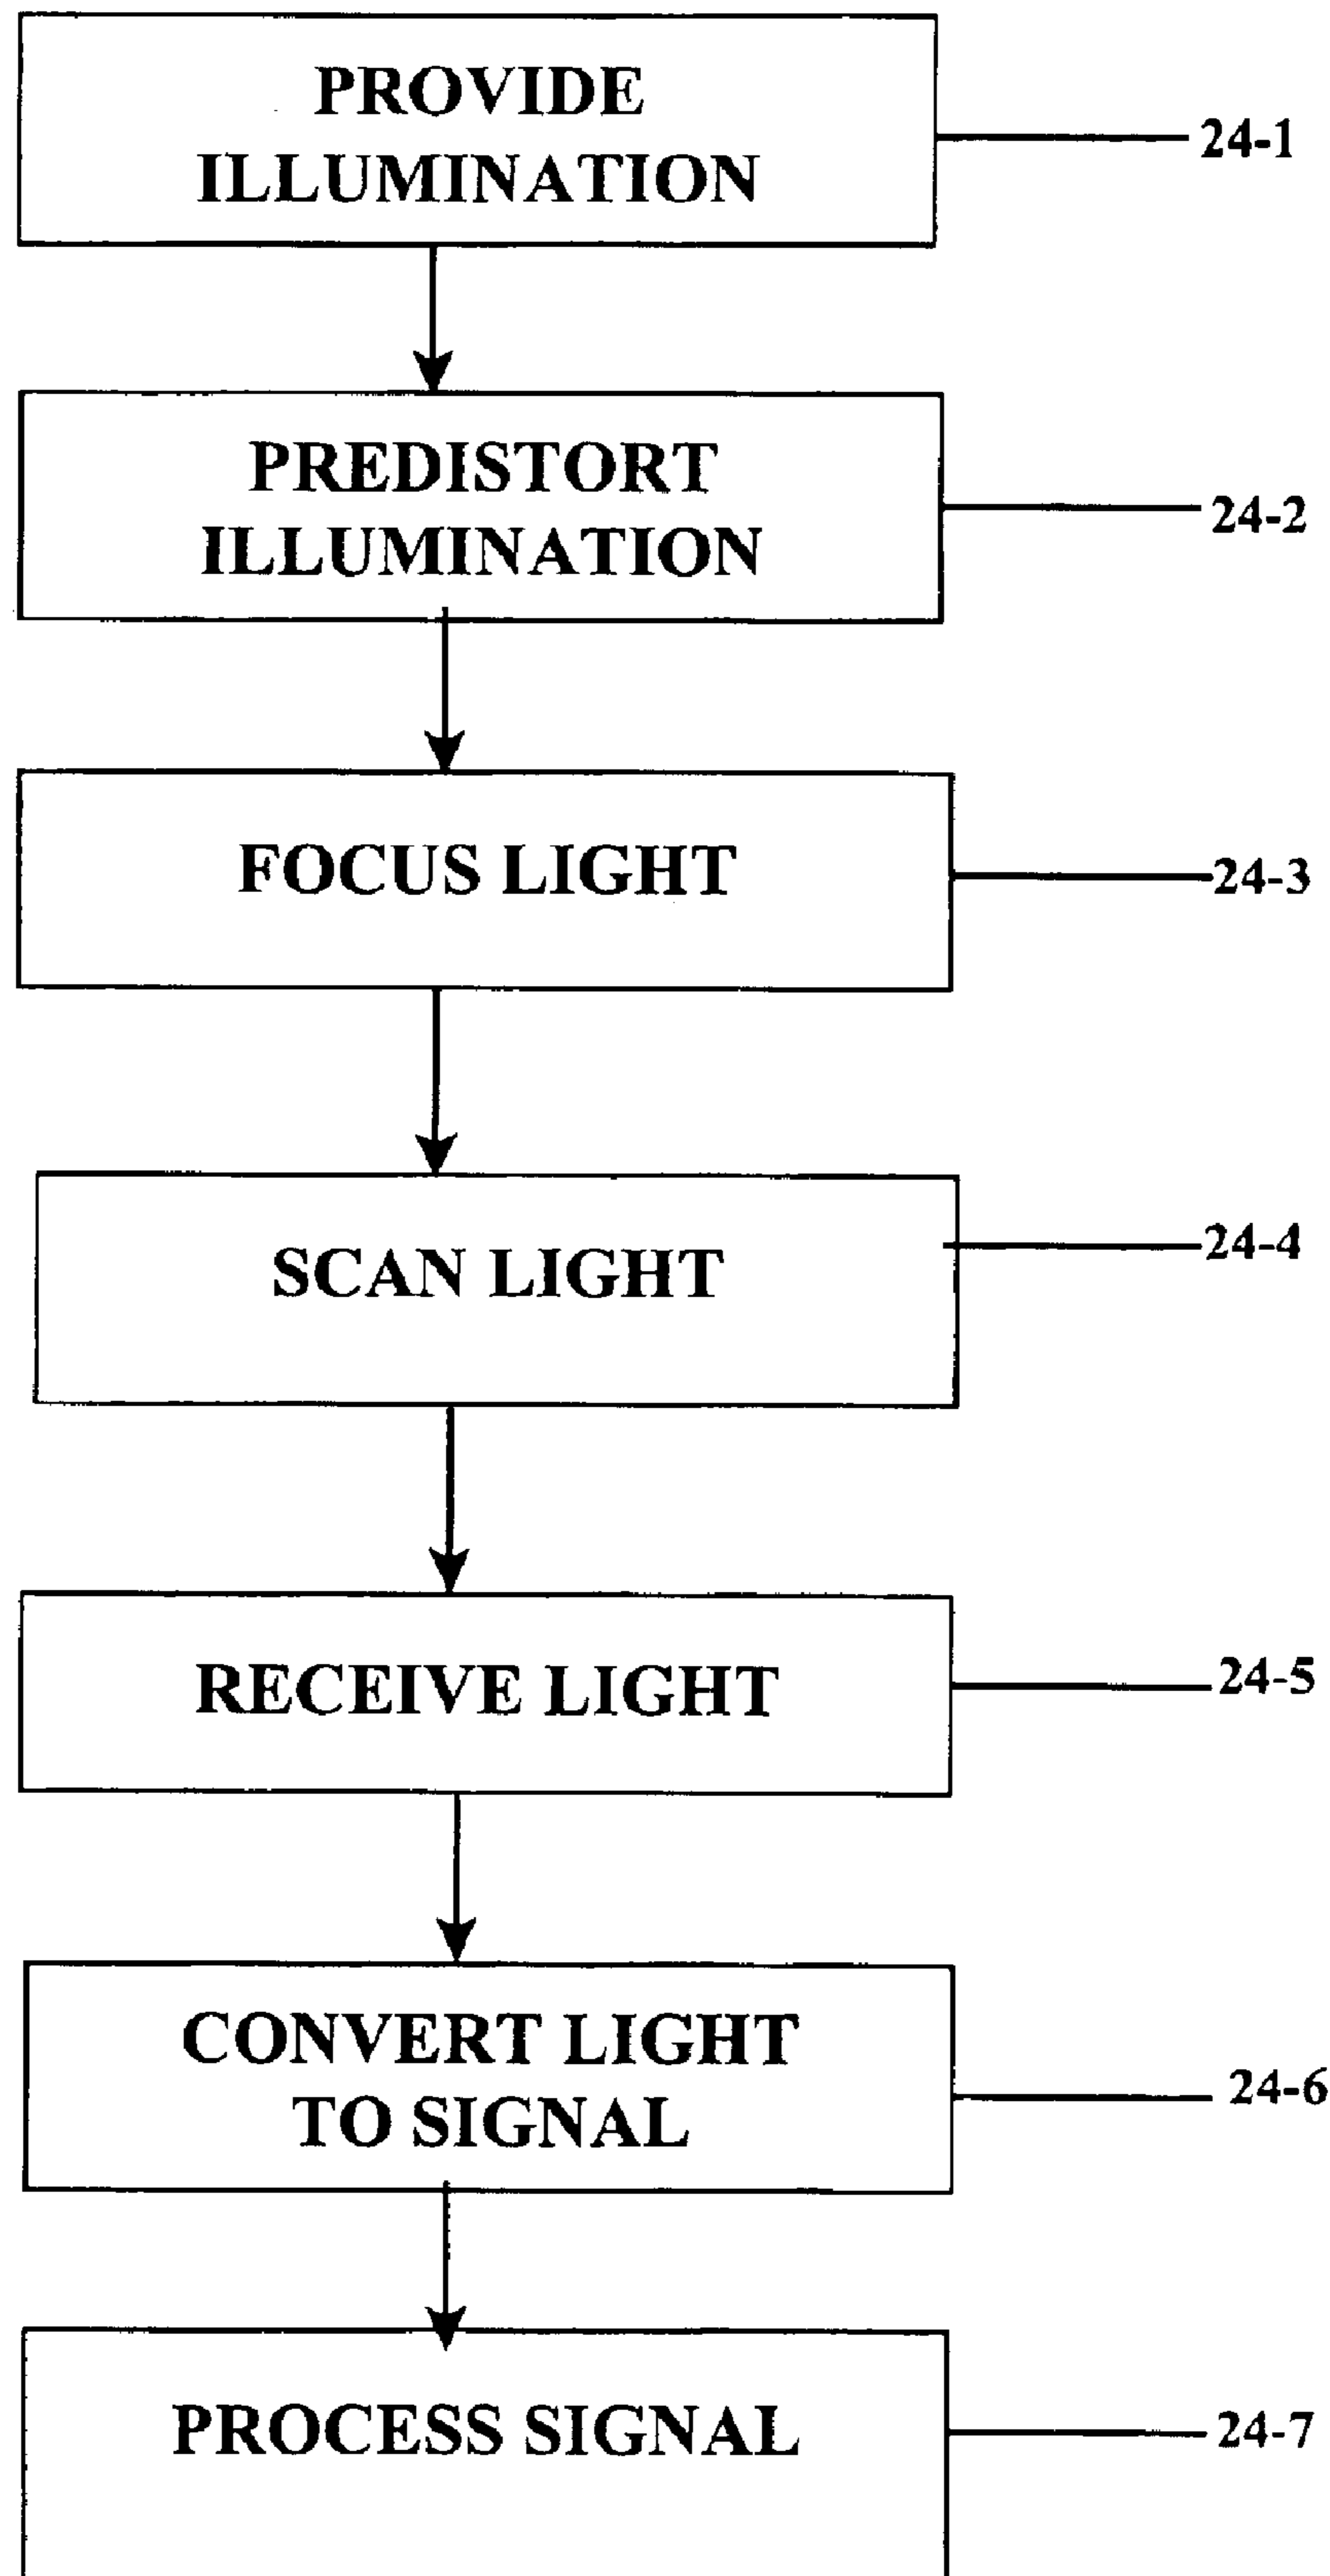 PROVIDE
ILLUMINATION
24-1
PREDISTORT
ILLUMINATION
24-2
FOCUS LIGHT
24-3
SCAN LIGHT
24-4
RECEIVE LIGHT
24-5
CONVERT LIGHT
TO SIGNAL
24-6
PROCESS SIGNAL
24-7